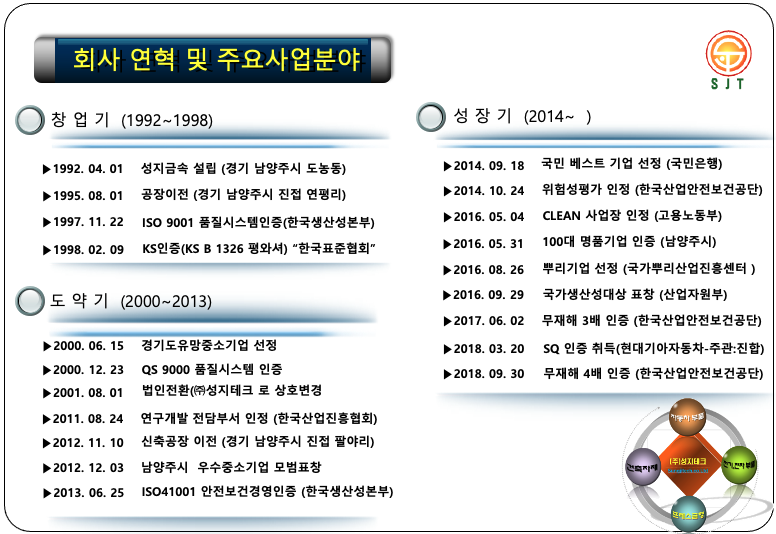 회사 연혁 및 주요사업분야
SJT
창 업 기 (1992~1998)
▶1992. 04. 01 성지금속 설립 (경기 남양주시 도농동)
▶1995. 08. 01 공장이전 (경기 남양주시 진접 연평리)
▶1997. 11. 22 ISO 9001 품질시스템인증(한국생산성본부)
▶1998. 02. 09 KS인증(KS B 1326 평와셔) “한국표준협회”
도 약 기 (2000~2013)
▶2000. 06. 15 경기도유망중소기업 선정
▶2000. 12. 23 QS 9000 품질시스템 인증
▶2001. 08. 01 법인전환(㈜성지테크 로 상호변경
▶2011. 08. 24 연구개발 전담부서 인정 (한국산업진흥협회)
▶2012. 11. 10 신축공장 이전 (경기 남양주시 진접 팔야리)
▶2012. 12. 03 남양주시 우수중소기업 모범표창
▶2013. 06. 25 ISO41001 안전보건경영인증 (한국생산성본부)
성 장 기 (2014~ )
▶2014. 09. 18 국민 베스트 기업 선정 (국민은행)
▶2014. 10. 24 위험성평가 인정 (한국산업안전보건공단)
▶2016. 05. 04 CLEAN 사업장 인정 (고용노동부)
▶2016. 05. 31 100대 명품기업 인증 (남양주시)
▶2016. 08. 26 뿌리기업 선정 (국가뿌리산업진흥센터 )
▶2016. 09. 29 국가생산성대상 표창 (산업자원부)
▶2017. 06. 02 무재해 3배 인증 (한국산업안전보건공단)
▶2018. 03. 20 SQ 인증 취득(현대기아자동차-주관:진합)
▶2018. 09. 30 무재해 4배 인증 (한국산업안전보건공단)
자동차 부품
건축자재
(주)성지테크
전기,전자 부품